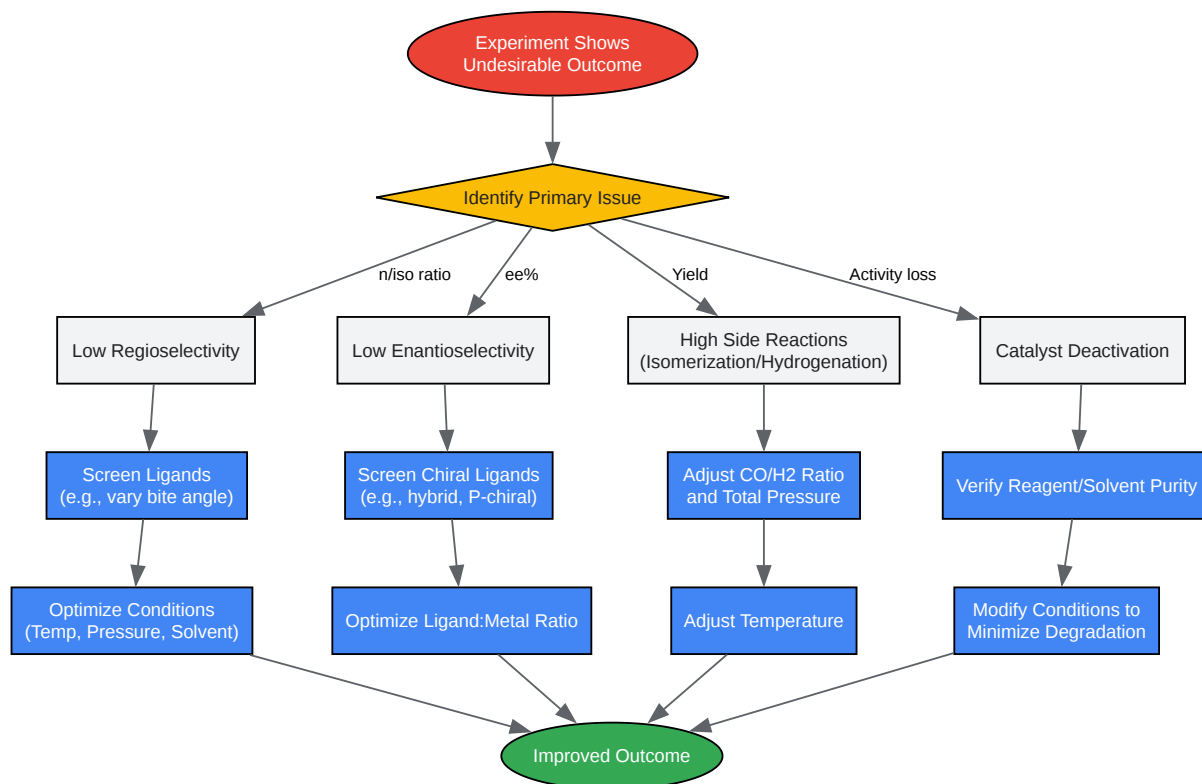 Experiment Shows
Undesirable Outcome
Identify Primary Issue
n/iso ratio
ee%
Yield
Activity loss
Low Regioselectivity
Low Enantioselectivity
High Side Reactions
(Isomerization/Hydrogenation)
Catalyst Deactivation
Screen Ligands
(e.g., vary bite angle)
Screen Chiral Ligands
(e.g., hybrid, P-chiral)
Adjust CO/H2 Ratio
and Total Pressure
Verify Reagent/Solvent Purity
Optimize Conditions
(Temp, Pressure, Solvent)
Optimize Ligand:Metal Ratio
Adjust Temperature
Modify Conditions to
Minimize Degradation
Improved Outcome